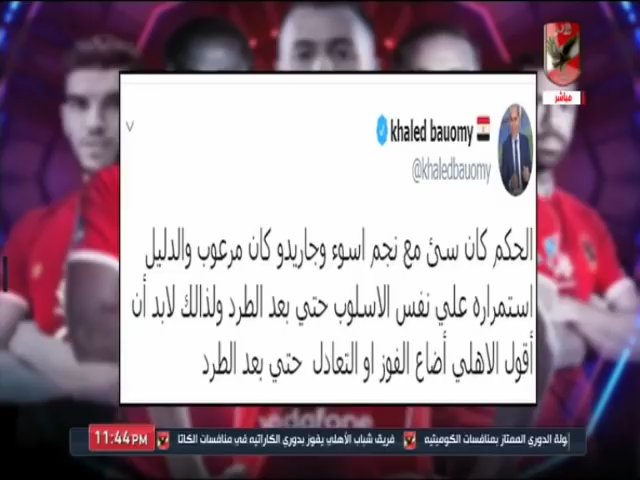 مباشر
khaled bauomy
@khaledbauomy
الحكم كان سئ مع نجم اسوء وجاريدو كان مرعوب والدليل
استمراره علي نفس الاسلوب حتي بعد الطرد ولذالك لابد أن
أقول الاهلي أضاع الفوز او التعادل حتي بعد الطرد
vodafone
ولة الدوري الممتاز بمنافسات الكوميتيه فريق شباب الأهلي يفوز بدوري الكاراتيه في منافسات الكاتا
11:44 PM